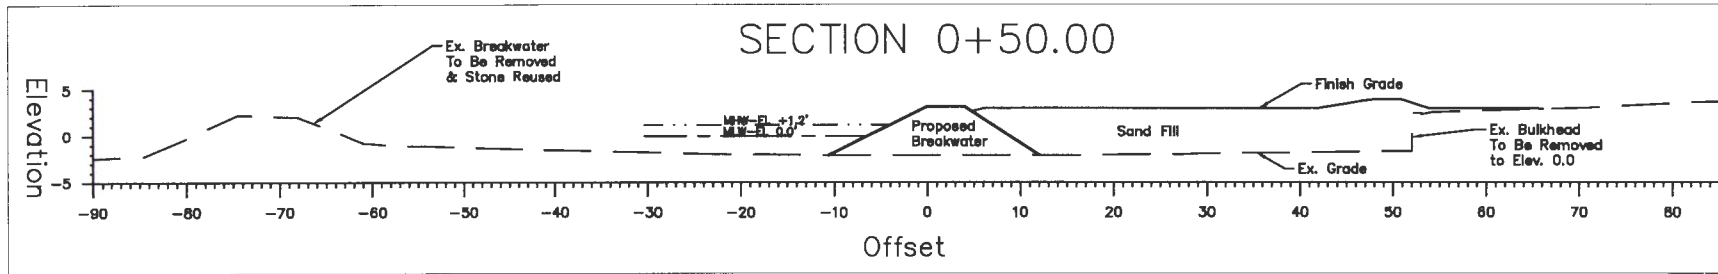 SECTION 0+50.00
Ex. Breakwater
To Be Removed
& Stone Reused
Finish Grade
Elevation
5
0
-5
MHW-EL +1.2'
MLW-EL 0.0'
Proposed
Breakwater
Sand Fill
Ex. Bulkhead
To Be Removed
to Elev. 0.0
Ex. Grade
-90 -80 -70 -60 -50 -40 -30 -20 -10 0 10 20 30 40 50 60 70 80
Offset